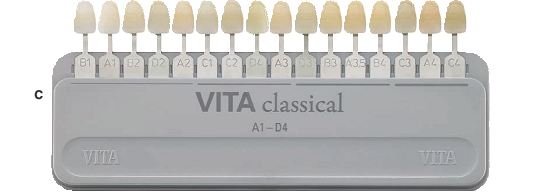 B1 A1 B2 D2 A2 C1 C2 D4 A3 D3 B3 A3.5 B4 C3 A4 C4
C
VITA classical
A1–D4
VITA VITA